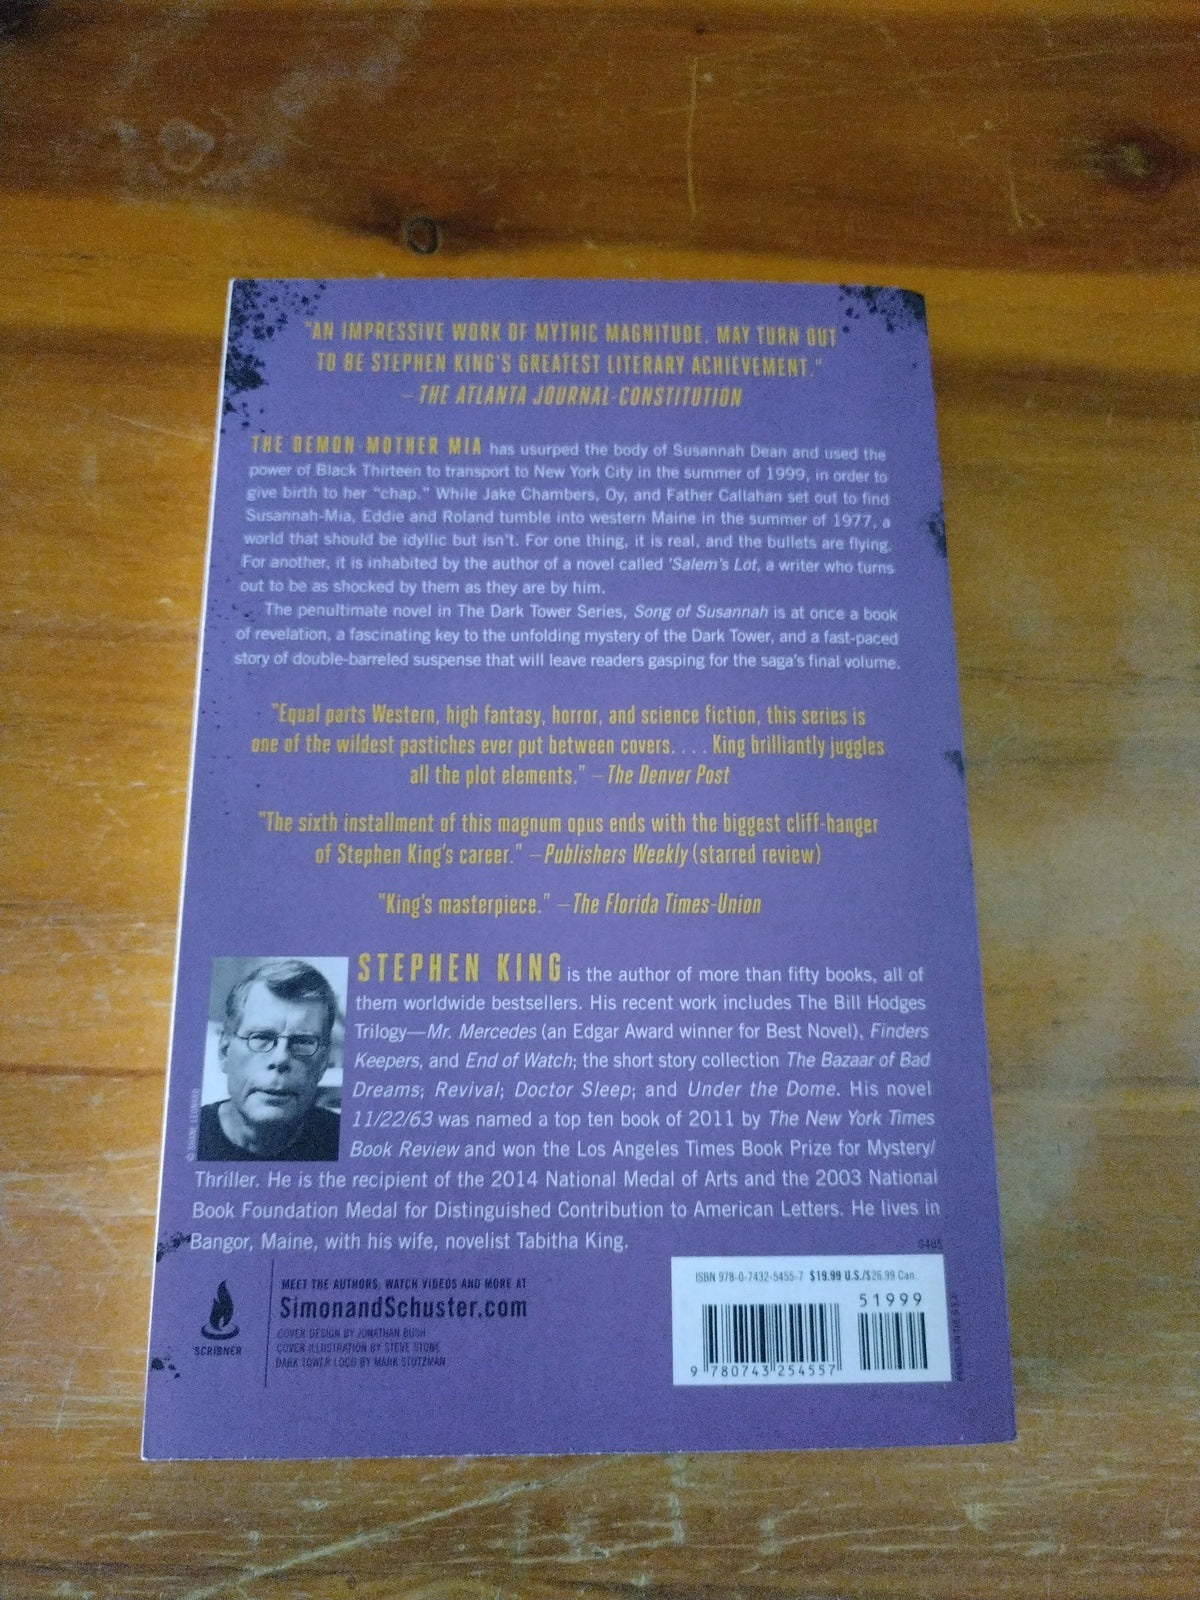 "AN IMPRESSIVE WORK OF MYTHIC MAGNITUDE. MAY TURN OUT
TO BE STEPHEN KING'S GREATEST LITERARY ACHIEVEMENT."
—THE ATLANTA JOURNAL-CONSTITUTION
THE DEMON-MOTHER MIA has usurped the body of Susannah Dean and used the
power of Black Thirteen to transport to New York City in the summer of 1999, in order to
give birth to her "chap." While Jake Chambers, Oy, and Father Callahan set out to find
Susannah-Mia, Eddie and Roland tumble into western Maine in the summer of 1977, a
world that should be idyllic but isn't. For one thing, it is real, and the bullets are flying.
For another, it is inhabited by the author of a novel called 'Salem's Lot, a writer who turns
out to be as shocked by them as they are by him.
The penultimate novel in The Dark Tower Series, Song of Susannah is at once a book
of revelation, a fascinating key to the unfolding mystery of the Dark Tower, and a fast-paced
story of double-barreled suspense that will leave readers gasping for the saga's final volume.
"Equal parts Western, high fantasy, horror, and science fiction, this series is
one of the wildest pastiches ever put between covers. . . . King brilliantly juggles
all the plot elements." —The Denver Post
"The sixth installment of this magnum opus ends with the biggest cliff-hanger
of Stephen King's career." —Publishers Weekly (starred review)
"King's masterpiece." —The Florida Times-Union
STEPHEN KING is the author of more than fifty books, all of
them worldwide bestsellers. His recent work includes The Bill Hodges
Trilogy—Mr. Mercedes (an Edgar Award winner for Best Novel), Finders
Keepers, and End of Watch; the short story collection The Bazaar of Bad
Dreams; Revival; Doctor Sleep; and Under the Dome. His novel
11/22/63 was named a top ten book of 2011 by The New York Times
Book Review and won the Los Angeles Times Book Prize for Mystery/
Thriller. He is the recipient of the 2014 National Medal of Arts and the 2003 National
Book Foundation Medal for Distinguished Contribution to American Letters. He lives in
Bangor, Maine, with his wife, novelist Tabitha King.
© SHANE LEONARD
MEET THE AUTHORS, WATCH VIDEOS AND MORE AT
SimonandSchuster.com
COVER DESIGN BY JONATHAN BUSH
COVER ILLUSTRATION BY STEVE STONE
DARK TOWER LOGO BY MARK STUTZMAN
SCRIBNER
ISBN 978-0-7432-5455-7 $19.99 U.S./$26.99 Can.
51999
9 780743 254557